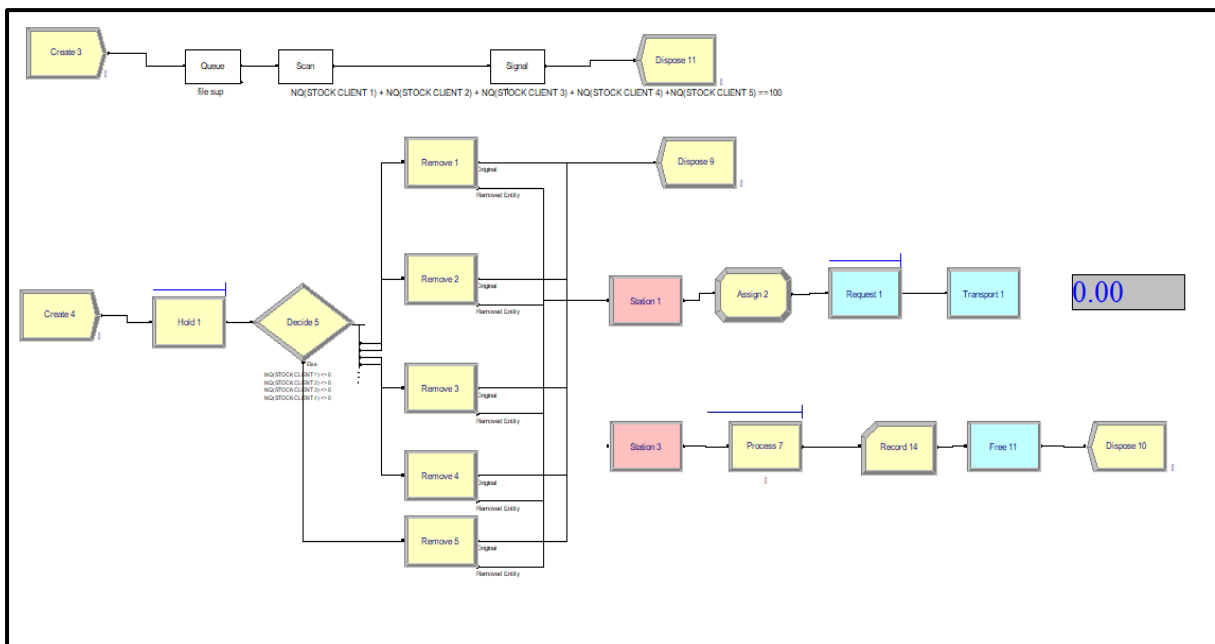 Create 3
Queue
Scan
Signal
Dispose 11
file sup
NQ(STOCK CLIENT 1) + NQ(STOCK CLIENT 2) + NQ(STOCK CLIENT 3) + NQ(STOCK CLIENT 4) +NQ(STOCK CLIENT 5) ==100
Remove 1
Original
Removed Entity
Dispose 9
Remove 2
Original
Removed Entity
Station 1
Assign 2
Request 1
Transport 1
0.00
Create 4
Hold 1
Decide 5
Else
NQ(STOCK CLIENT 1) <> 0
NQ(STOCK CLIENT 2) <> 0
NQ(STOCK CLIENT 3) <> 0
NQ(STOCK CLIENT 4) <> 0
Remove 3
Original
Removed Entity
Station 3
Process 7
Record 14
Free 11
Dispose 10
Remove 4
Original
Removed Entity
Remove 5
Original
Removed Entity